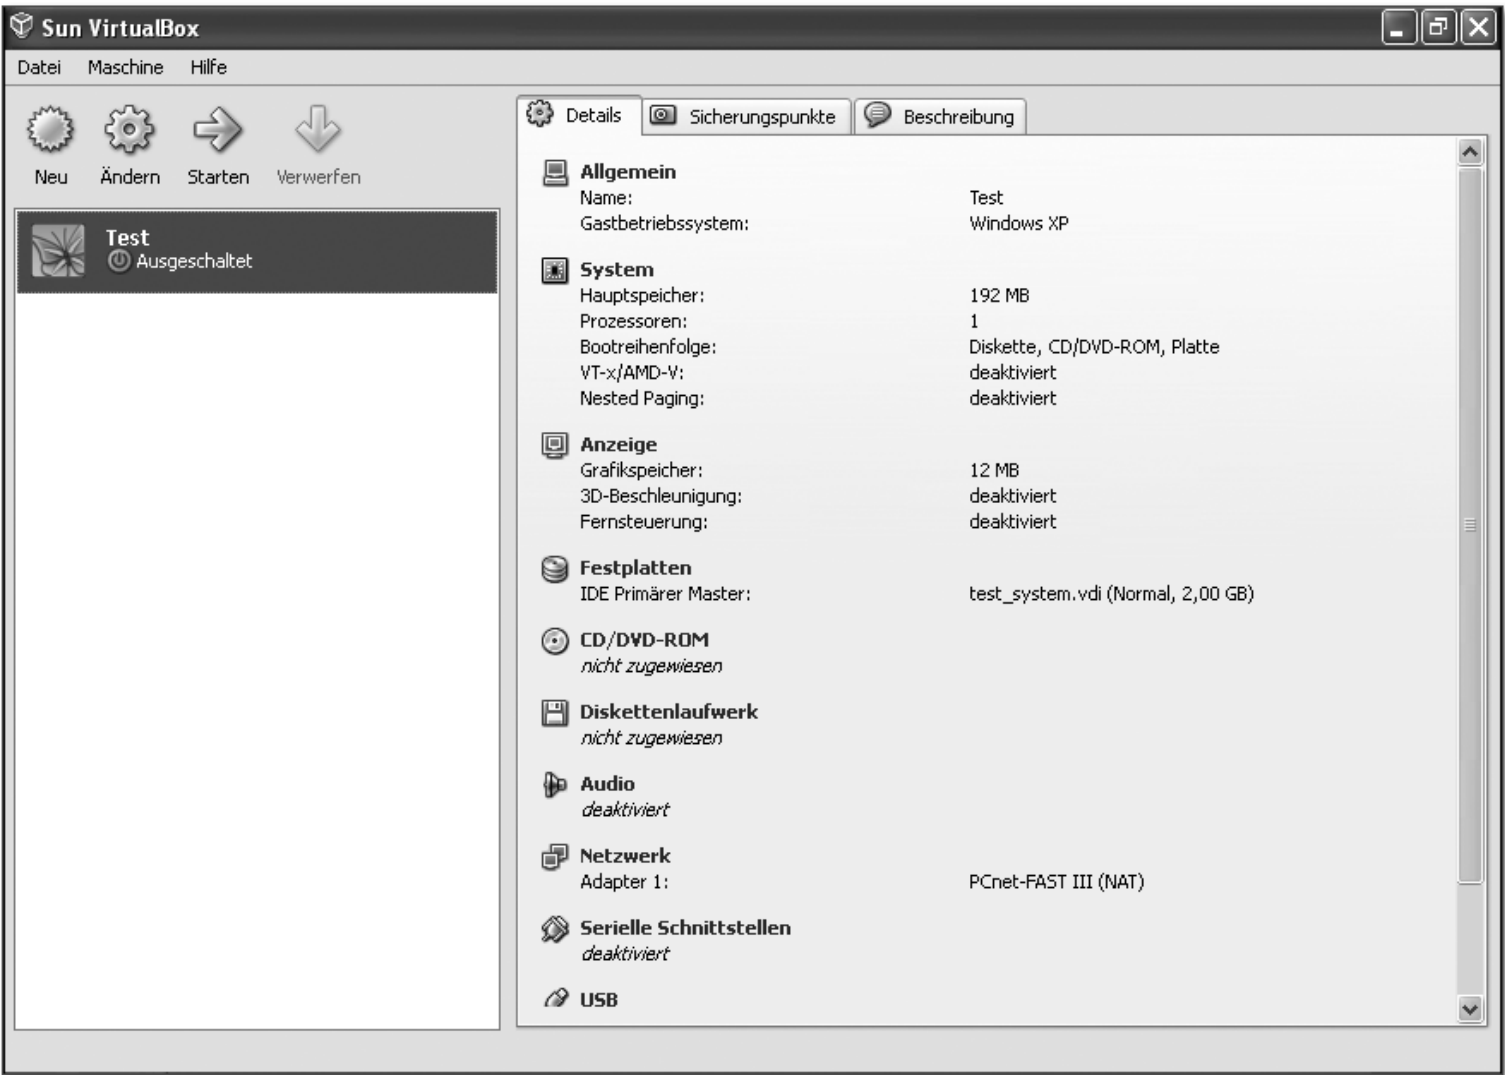 Sun VirtualBox
Datei Maschine Hilfe
Neu Ändern Starten Verwerfen
Test
Ausgeschaltet
Details Sicherungspunkte Beschreibung
Allgemein
Name: Test
Gastbetriebssystem: Windows XP
System
Hauptspeicher: 192 MB
Prozessoren: 1
Bootreihenfolge: Diskette, CD/DVD-ROM, Platte
VT-x/AMD-V: deaktiviert
Nested Paging: deaktiviert
Anzeige
Grafikspeicher: 12 MB
3D-Beschleunigung: deaktiviert
Fernsteuerung: deaktiviert
Festplatten
IDE Primärer Master: test_system.vdi (Normal, 2,00 GB)
CD/DVD-ROM
nicht zugewiesen
Diskettenlaufwerk
nicht zugewiesen
Audio
deaktiviert
Netzwerk
Adapter 1: PCnet-FAST III (NAT)
Serielle Schnittstellen
deaktiviert
USB